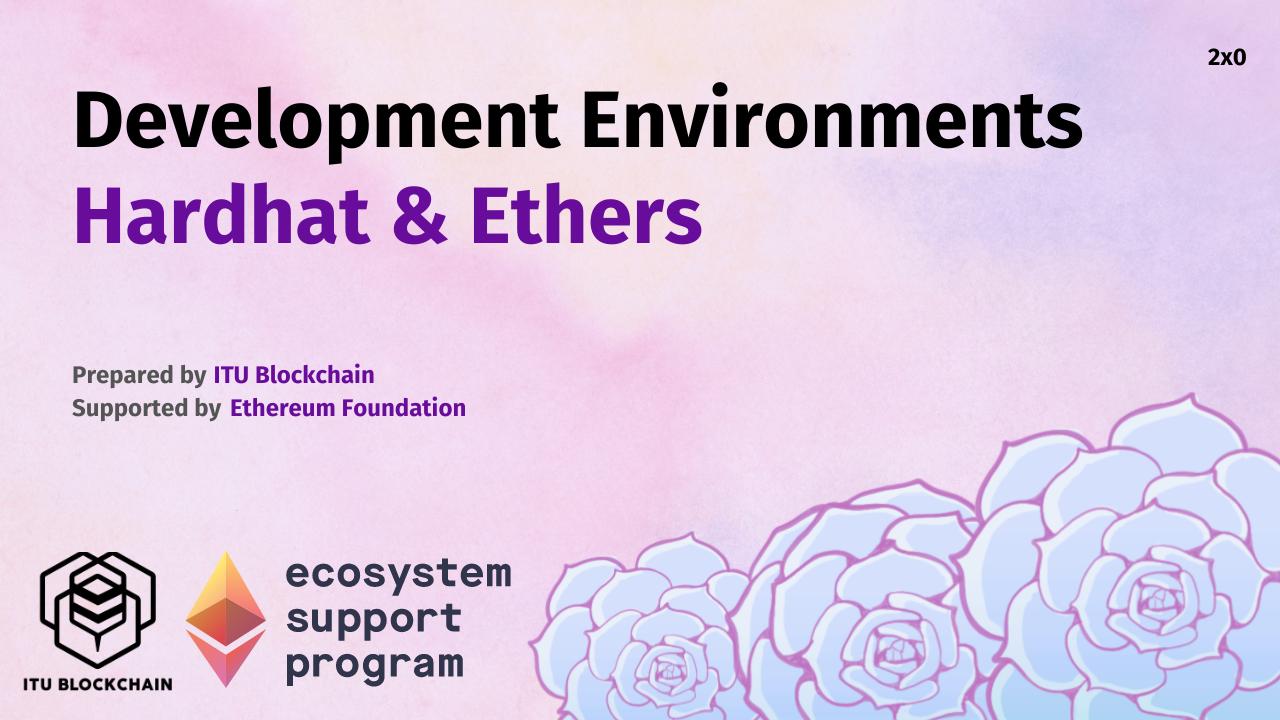 2x0
Development Environments
Hardhat & Ethers
Prepared by ITU Blockchain
Supported by Ethereum Foundation
ITU BLOCKCHAIN
ecosystem
support
program